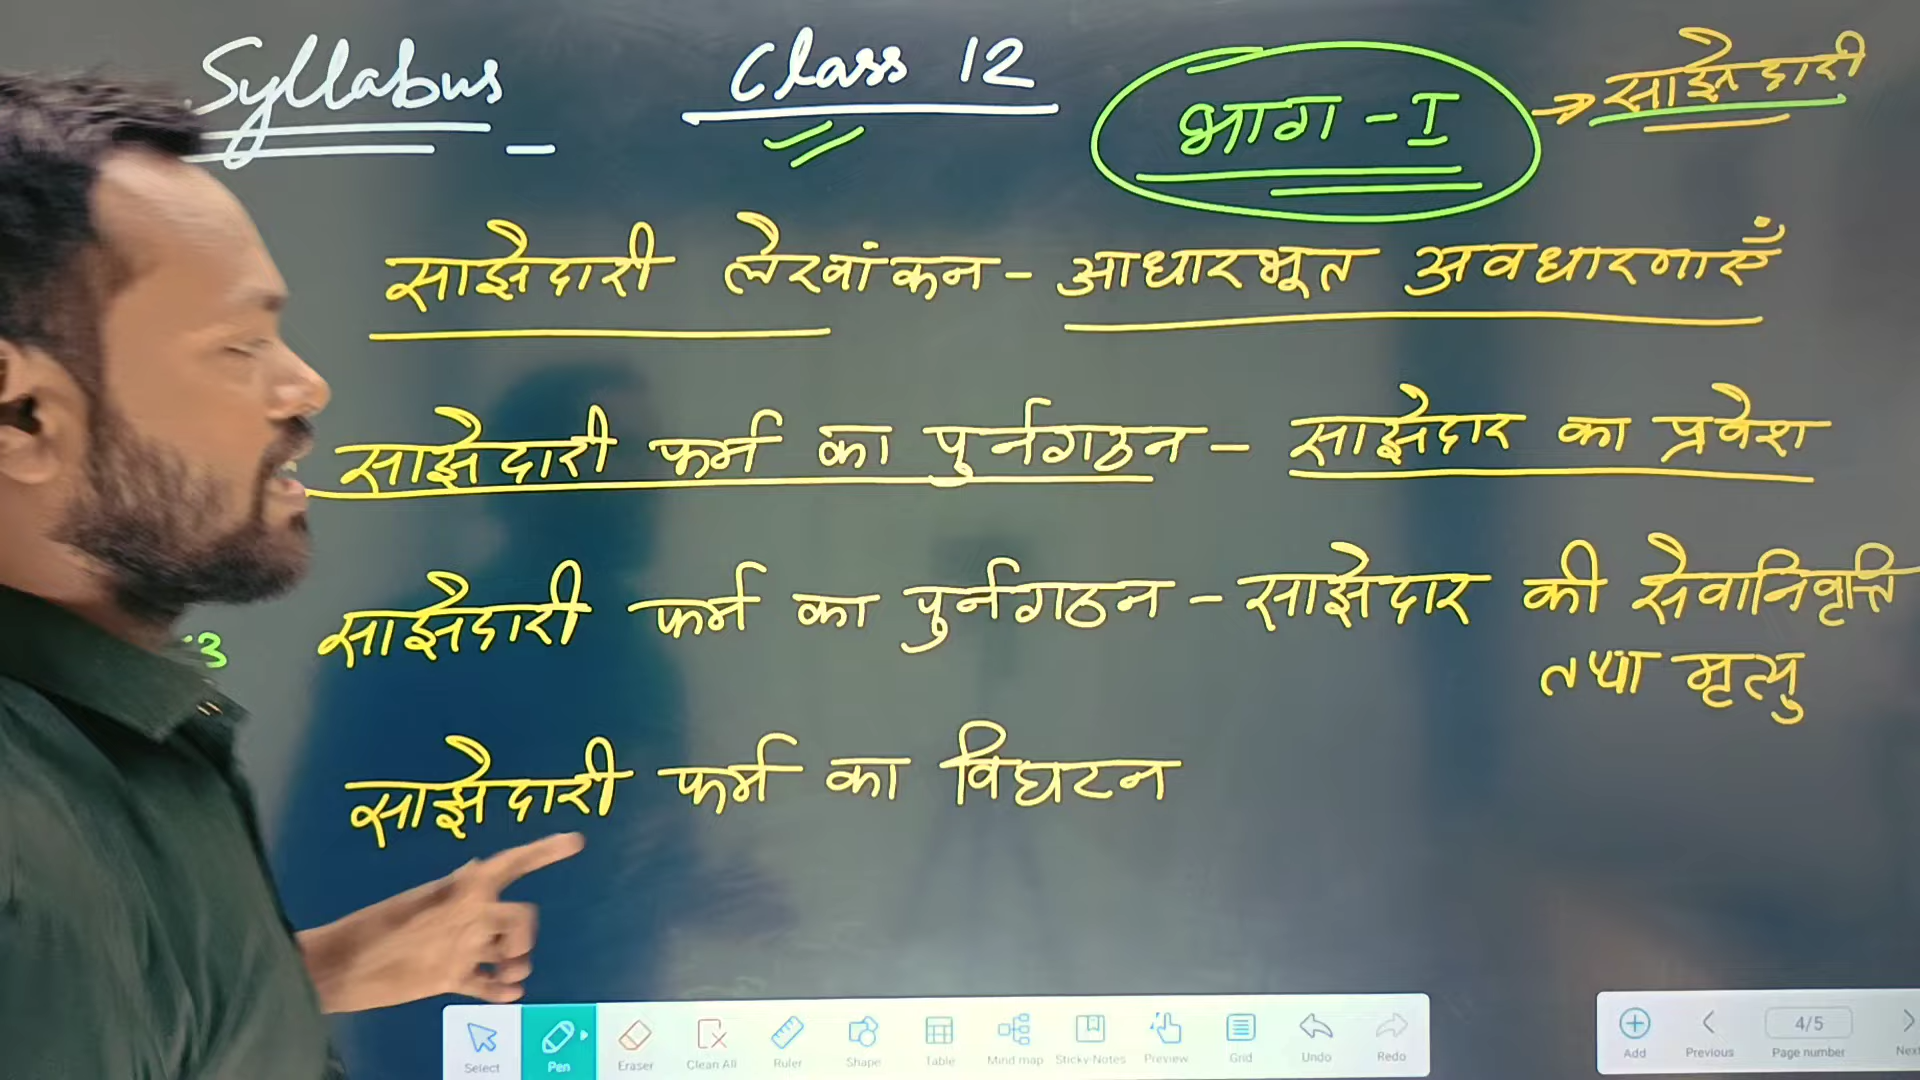 Syllabus Class 12 भाग - I → साझेदारी
साझेदारी लेखांकन - आधारभूत अवधारणाएँ
साझेदारी फर्म का पुर्नगठन - साझेदार का प्रवेश
3 साझेदारी फर्म का पुर्नगठन - साझेदार की सेवानिवृत्ति
तथा मृत्यु
साझेदारी फर्म का विघटन
Select Pen Eraser Clean All Ruler Shape Table Mind map Sticky Notes Preview Grid Undo Redo
4/5
Add Previous Page number Next